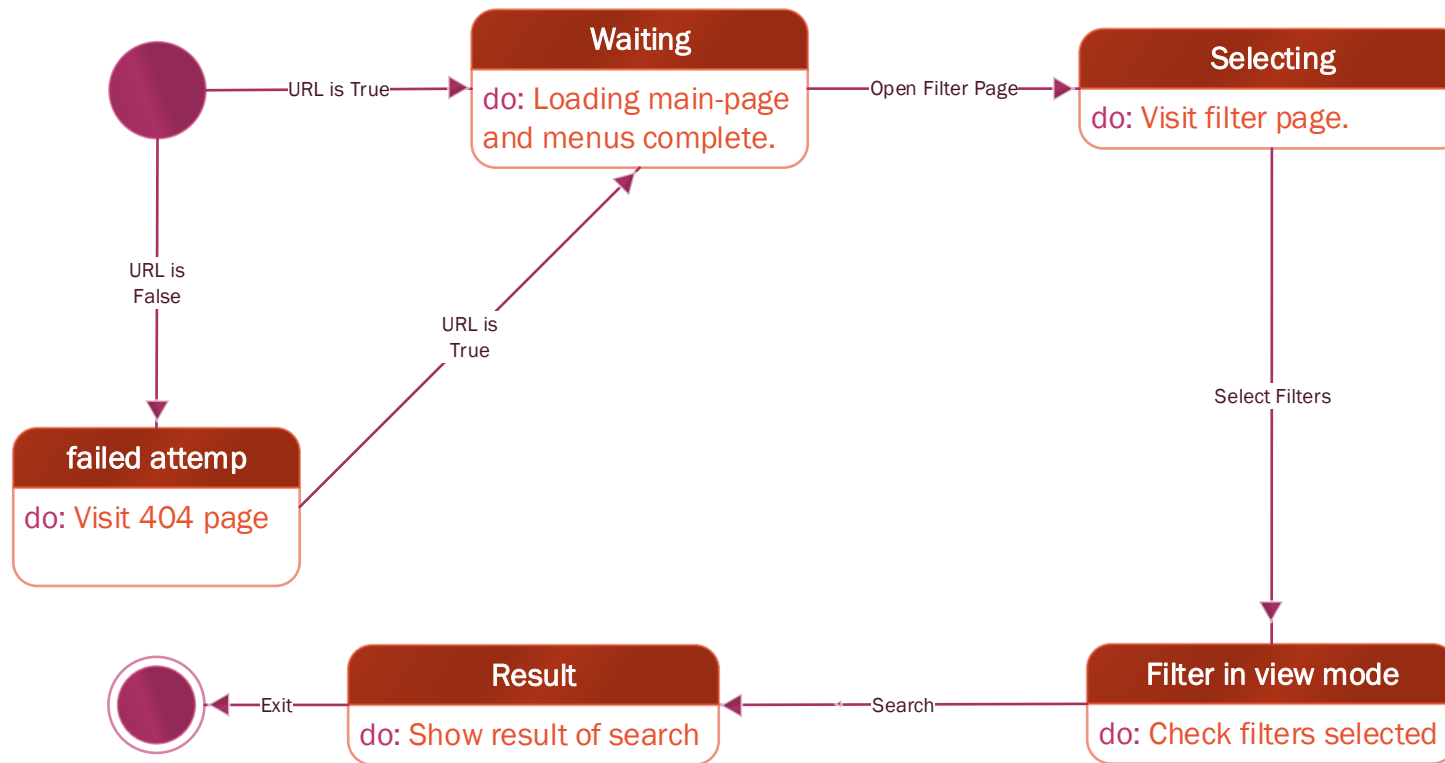 Waiting
do: Loading main-page
and menus complete.
Selecting
do: Visit filter page.
URL is True
Open Filter Page
URL is
False
URL is
True
Select Filters
failed attemp
do: Visit 404 page
Filter in view mode
do: Check filters selected
Search
Result
do: Show result of search
Exit